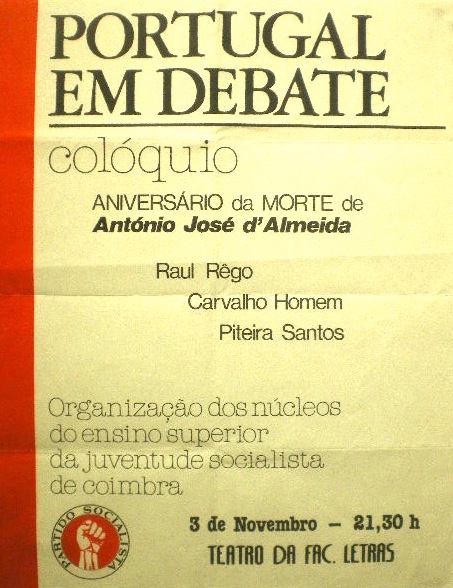 PORTUGAL
EM DEBATE
colóquio
ANIVERSÁRIO da MORTE de
António José d'Almeida
Raul Rêgo
Carvalho Homem
Piteira Santos
Organização dos núcleos
do ensino superior
da juventude socialista
de coimbra
PARTIDO SOCIALISTA
3 de Novembro – 21,30 h
TEATRO DA FAC. LETRAS